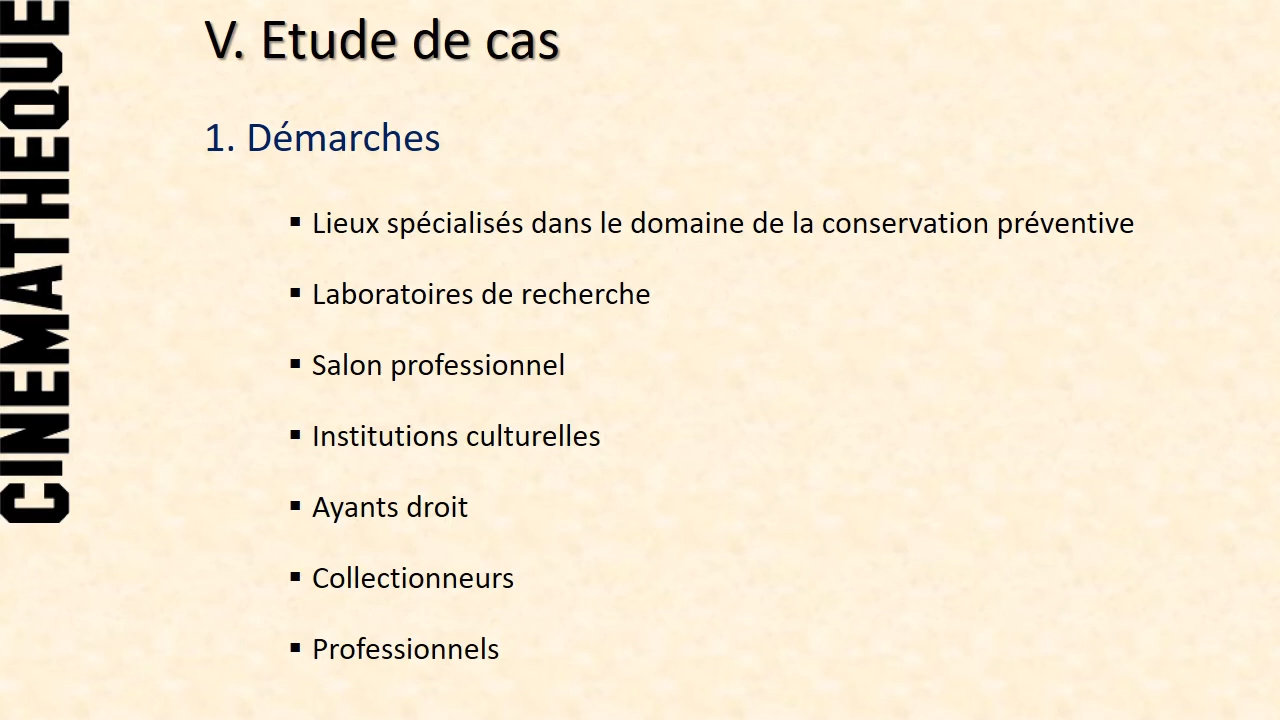 CINEMATHEQUE
V. Etude de cas
1. Démarches
▪ Lieux spécialisés dans le domaine de la conservation préventive
▪ Laboratoires de recherche
▪ Salon professionnel
▪ Institutions culturelles
▪ Ayants droit
▪ Collectionneurs
▪ Professionnels